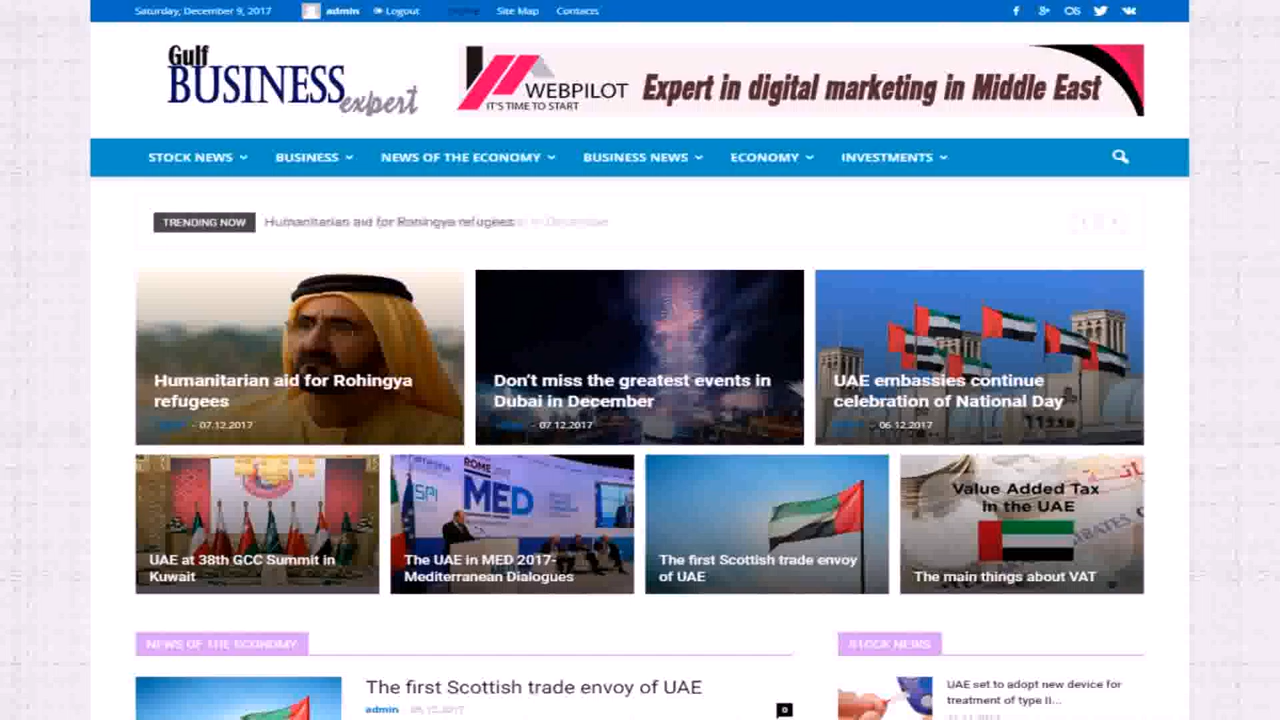 Saturday, December 9, 2017
admin
Logout
Site Map
Contacts
Gulf
BUSINESS
expert
WEBPILOT
IT'S TIME TO START
Expert in digital marketing in Middle East
STOCK NEWS
BUSINESS
NEWS OF THE ECONOMY
BUSINESS NEWS
ECONOMY
INVESTMENTS
TRENDING NOW
Humanitarian aid for Rohingya refugees
Humanitarian aid for Rohingya
refugees
- 07.12.2017
Don't miss the greatest events in
Dubai in December
- 07.12.2017
UAE embassies continue
celebration of National Day
- 06.12.2017
UAE at 38th GCC Summit in
Kuwait
ROME
MED
The UAE in MED 2017-
Mediterranean Dialogues
The first Scottish trade envoy
of UAE
Value Added Tax
In the UAE
The main things about VAT
NEWS OF THE ECONOMY
STOCK NEWS
The first Scottish trade envoy of UAE
admin
0
UAE set to adopt new device for
treatment of type II...